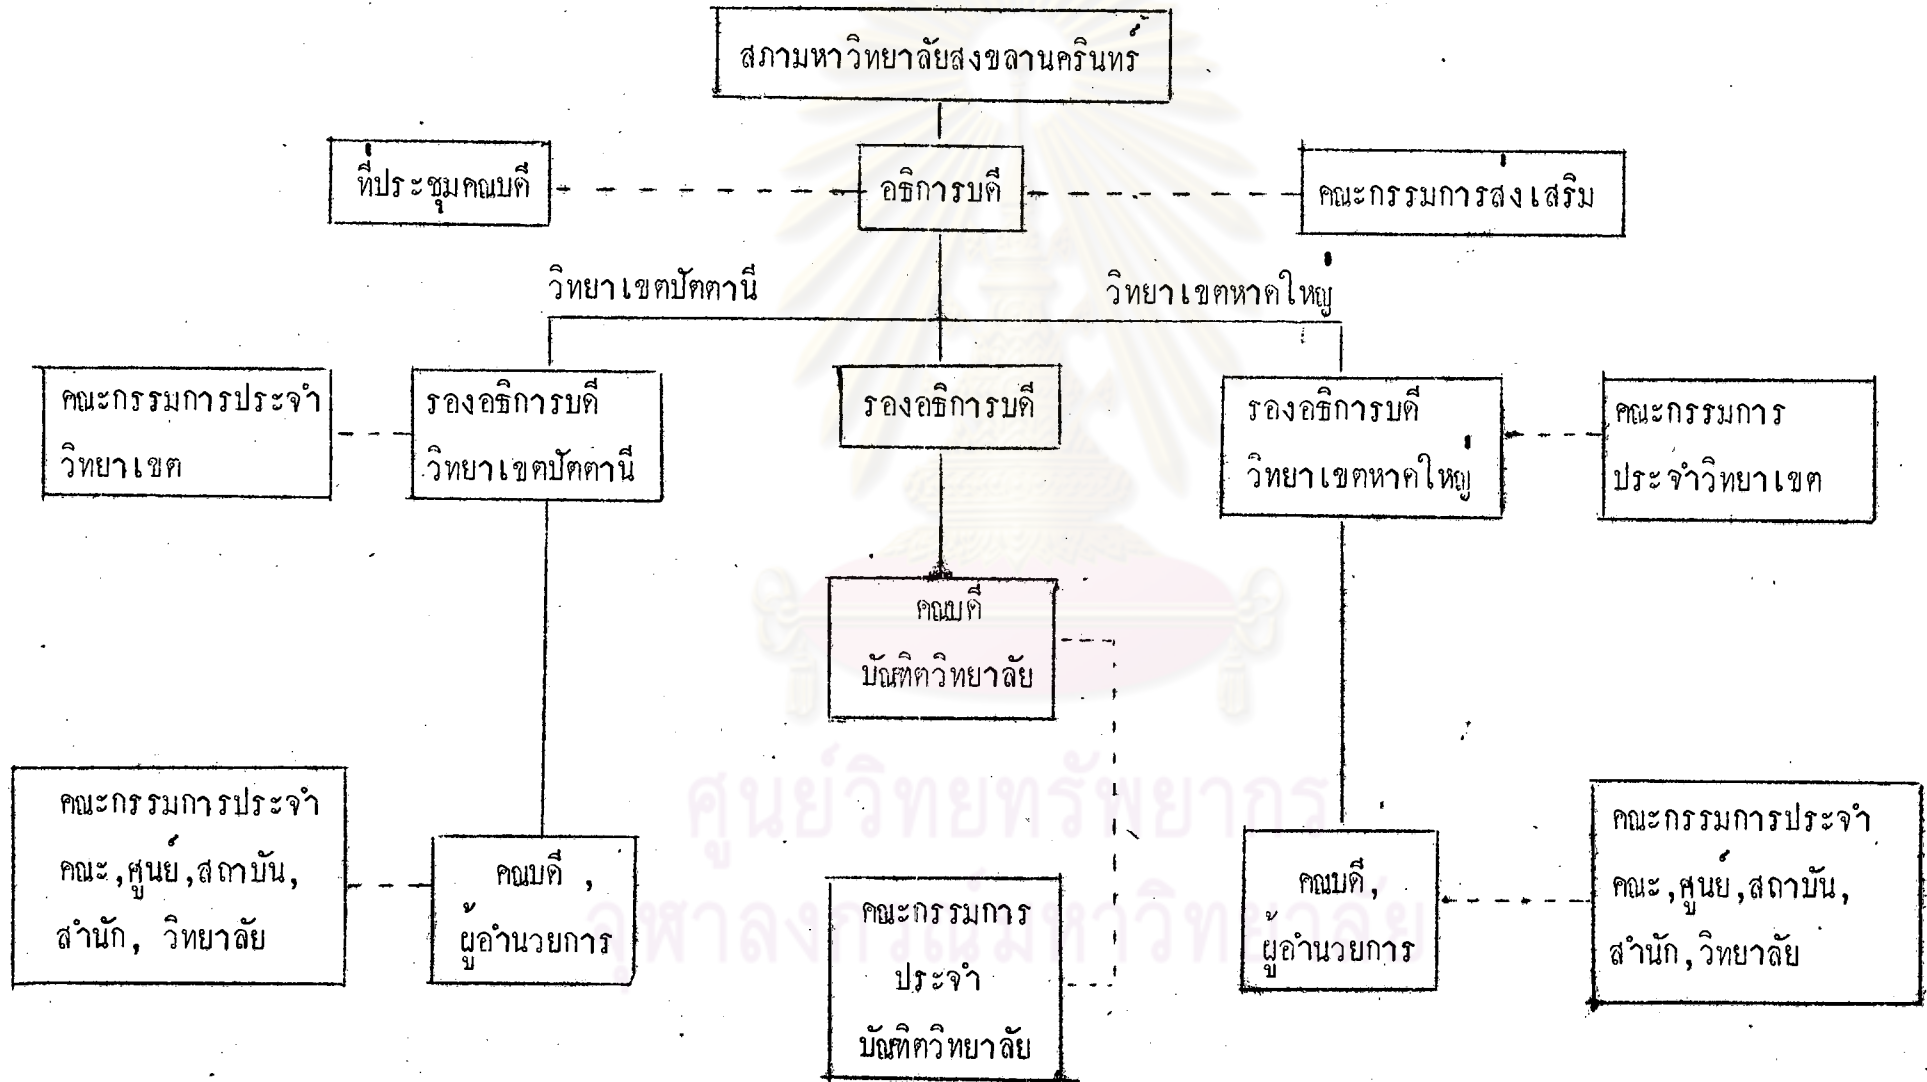 สภามหาวิทยาลัยสงขลานครินทร์
ที่ประชุมคณบดี
อธิการบดี
คณะกรรมการส่งเสริม
วิทยาเขตปัตตานี
วิทยาเขตหาดใหญ่
คณะกรรมการประจำ
วิทยาเขต
รองอธิการบดี
วิทยาเขตปัตตานี
รองอธิการบดี
รองอธิการบดี
วิทยาเขตหาดใหญ่
คณะกรรมการ
ประจำวิทยาเขต
คณบดี
บัณฑิตวิทยาลัย
คณะกรรมการประจำ
คณะ,ศูนย์,สถาบัน,
สำนัก, วิทยาลัย
คณบดี ,
ผู้อำนวยการ
คณะกรรมการ
ประจำ
บัณฑิตวิทยาลัย
คณบดี,
ผู้อำนวยการ
คณะกรรมการประจำ
คณะ,ศูนย์,สถาบัน,
สำนัก,วิทยาลัย
ศูนย์วิทยทรัพยากร
จุฬาลงกรณ์มหาวิทยาลัย